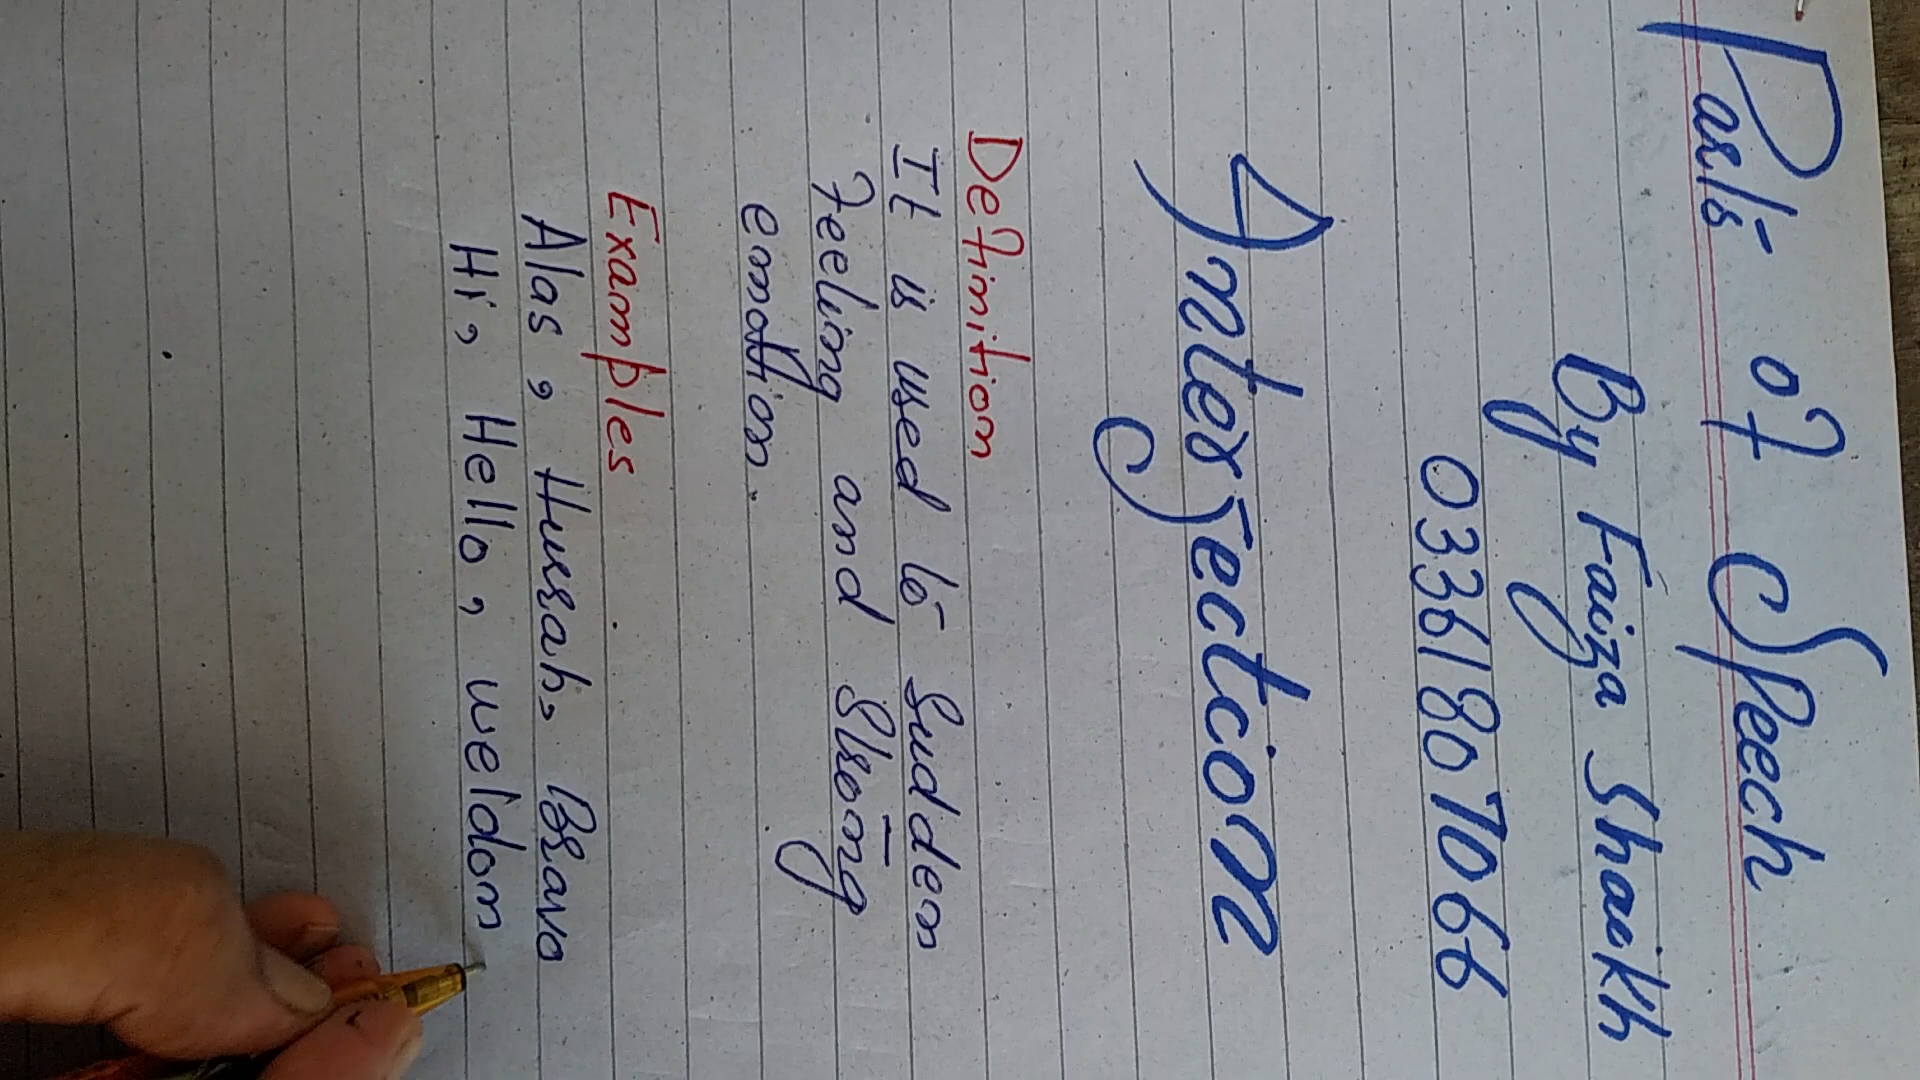 Parts of Speech
By Faiza Shaikh
03361807066
Interjection
Definition
It is used to Sudden
Feeling and Strong
emottion.
Examples
Alas, Hurrah, Bravo
Hi, Hello, weldon